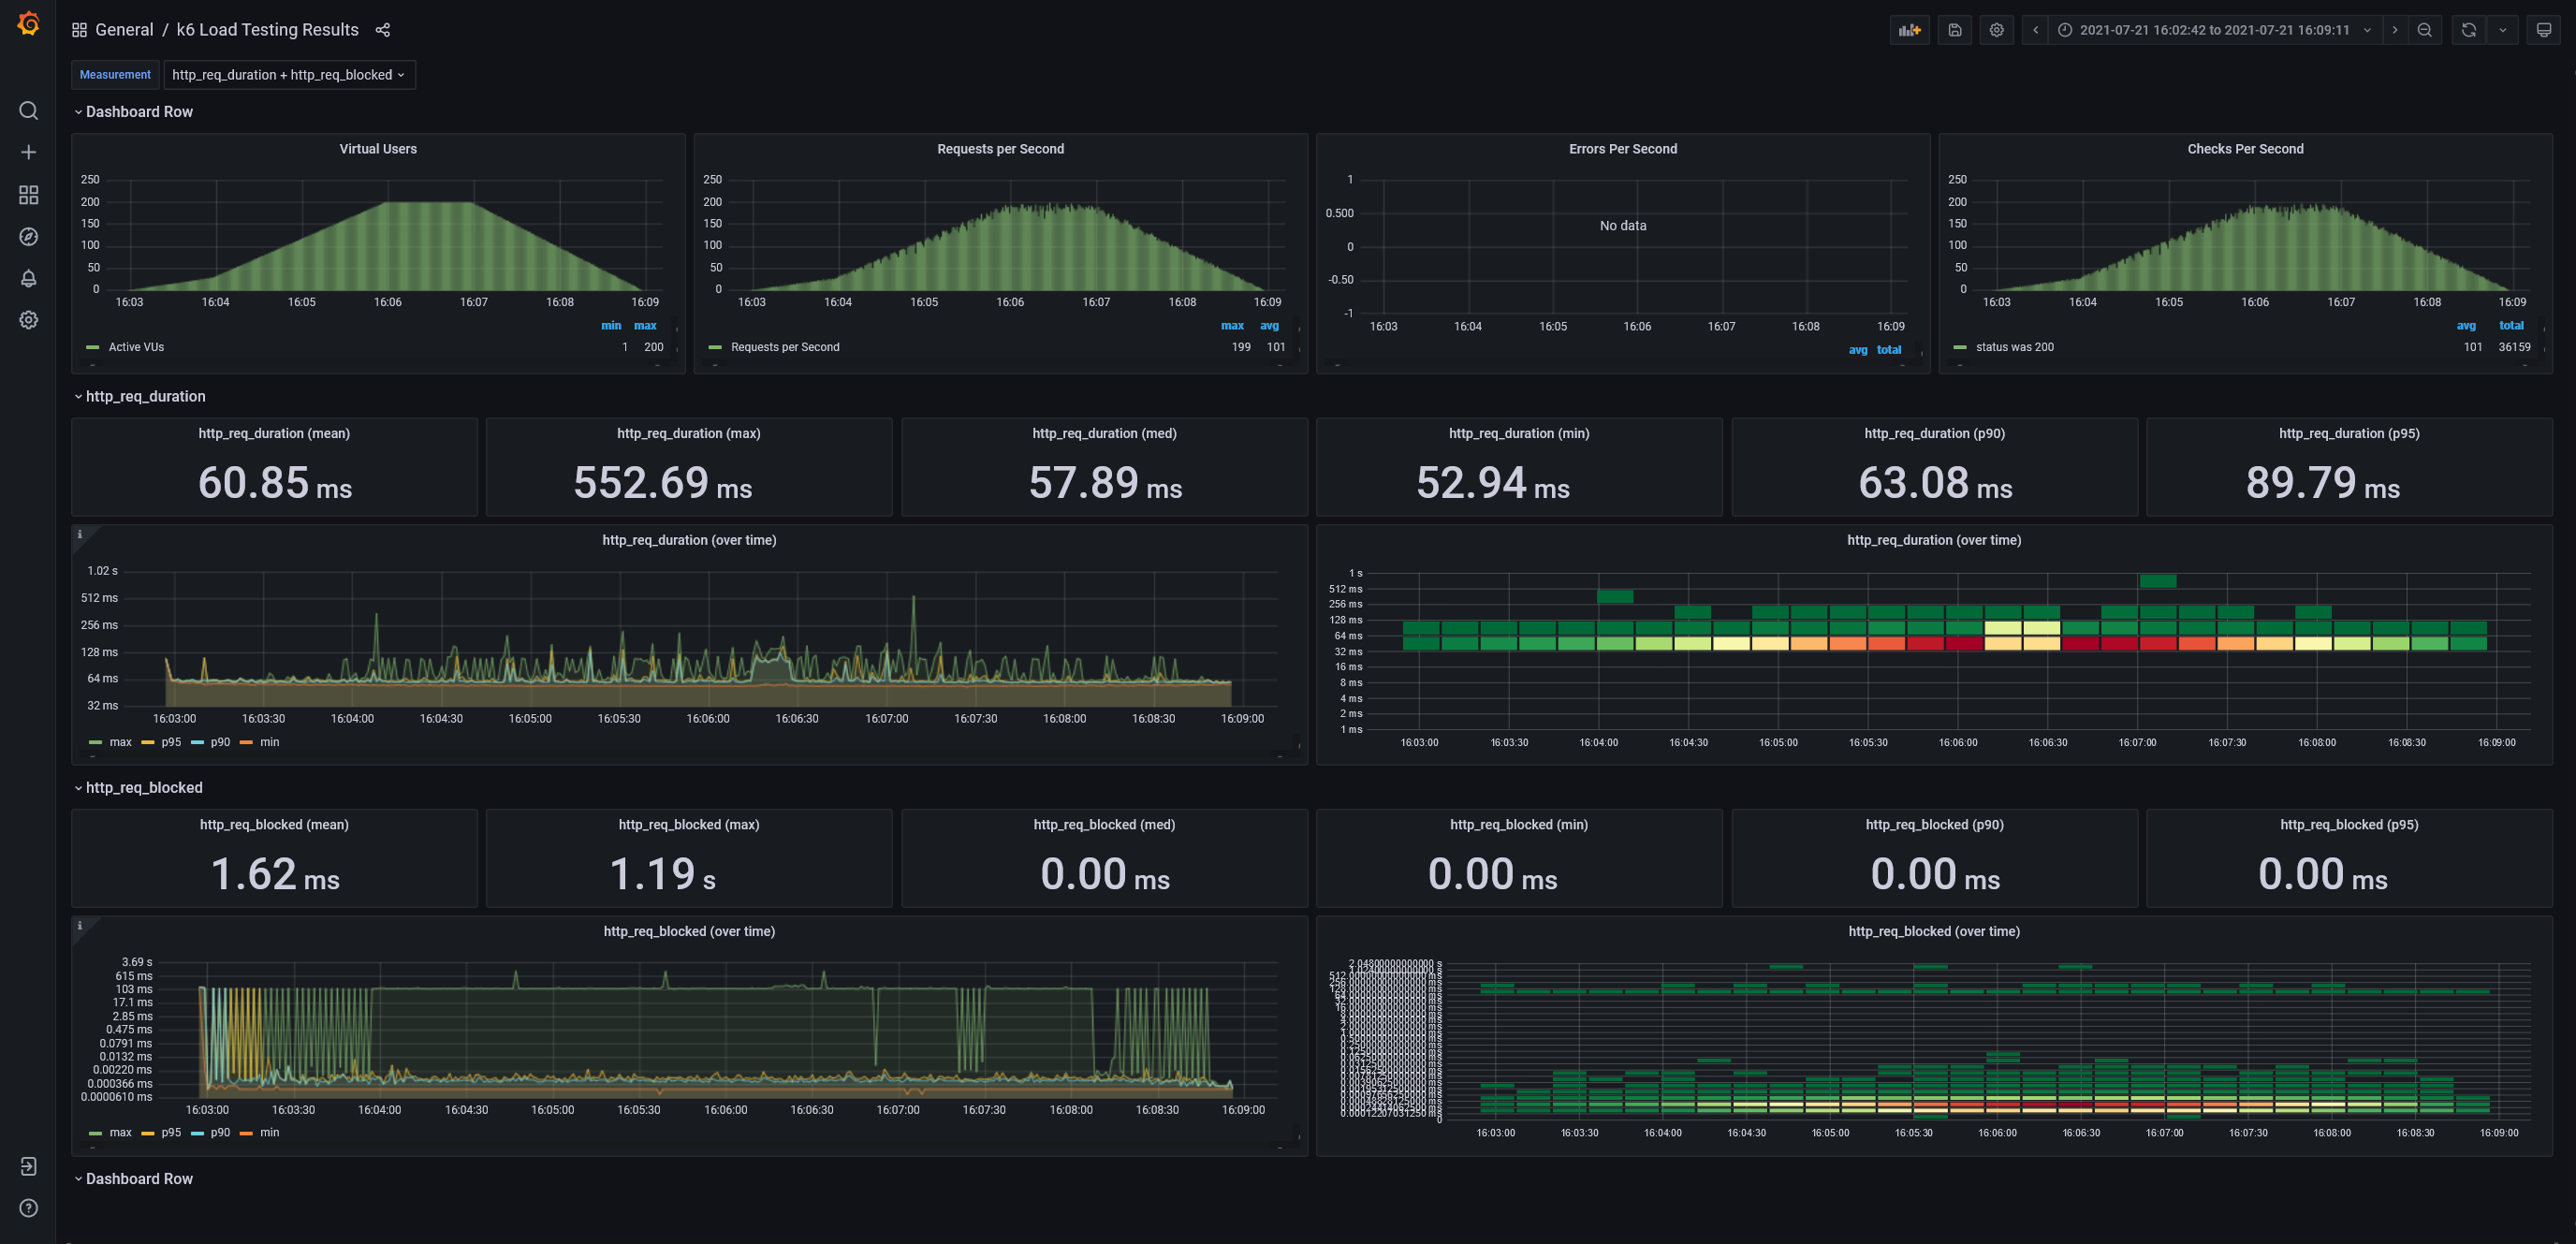 General / k6 Load Testing Results
2021-07-21 16:02:42 to 2021-07-21 16:09:11
Measurement http_req_duration + http_req_blocked
Dashboard Row
Virtual Users
250
200
150
100
50
0
16:03 16:04 16:05 16:06 16:07 16:08 16:09
min max
Active VUs 1 200
Requests per Second
250
200
150
100
50
0
16:03 16:04 16:05 16:06 16:07 16:08 16:09
max avg
Requests per Second 199 101
Errors Per Second
1
0.500
0
-0.50
-1
No data
16:03 16:04 16:05 16:06 16:07 16:08 16:09
avg total
Checks Per Second
250
200
150
100
50
0
16:03 16:04 16:05 16:06 16:07 16:08 16:09
avg total
status was 200 101 36159
http_req_duration
http_req_duration (mean)
60.85 ms
http_req_duration (max)
552.69 ms
http_req_duration (med)
57.89 ms
http_req_duration (min)
52.94 ms
http_req_duration (p90)
63.08 ms
http_req_duration (p95)
89.79 ms
http_req_duration (over time)
1.02 s
512 ms
256 ms
128 ms
64 ms
32 ms
16:03:00 16:03:30 16:04:00 16:04:30 16:05:00 16:05:30 16:06:00 16:06:30 16:07:00 16:07:30 16:08:00 16:08:30 16:09:00
max p95 p90 min
http_req_duration (over time)
1 s
512 ms
256 ms
128 ms
64 ms
32 ms
16 ms
8 ms
4 ms
2 ms
1 ms
16:03:00 16:03:30 16:04:00 16:04:30 16:05:00 16:05:30 16:06:00 16:06:30 16:07:00 16:07:30 16:08:00 16:08:30 16:09:00
http_req_blocked
http_req_blocked (mean)
1.62 ms
http_req_blocked (max)
1.19 s
http_req_blocked (med)
0.00 ms
http_req_blocked (min)
0.00 ms
http_req_blocked (p90)
0.00 ms
http_req_blocked (p95)
0.00 ms
http_req_blocked (over time)
3.69 s
615 ms
103 ms
17.1 ms
2.85 ms
0.475 ms
0.0791 ms
0.0132 ms
0.00220 ms
0.000366 ms
0.0000610 ms
16:03:00 16:03:30 16:04:00 16:04:30 16:05:00 16:05:30 16:06:00 16:06:30 16:07:00 16:07:30 16:08:00 16:08:30 16:09:00
max p95 p90 min
http_req_blocked (over time)
0
16:03:00 16:03:30 16:04:00 16:04:30 16:05:00 16:05:30 16:06:00 16:06:30 16:07:00 16:07:30 16:08:00 16:08:30 16:09:00
Dashboard Row